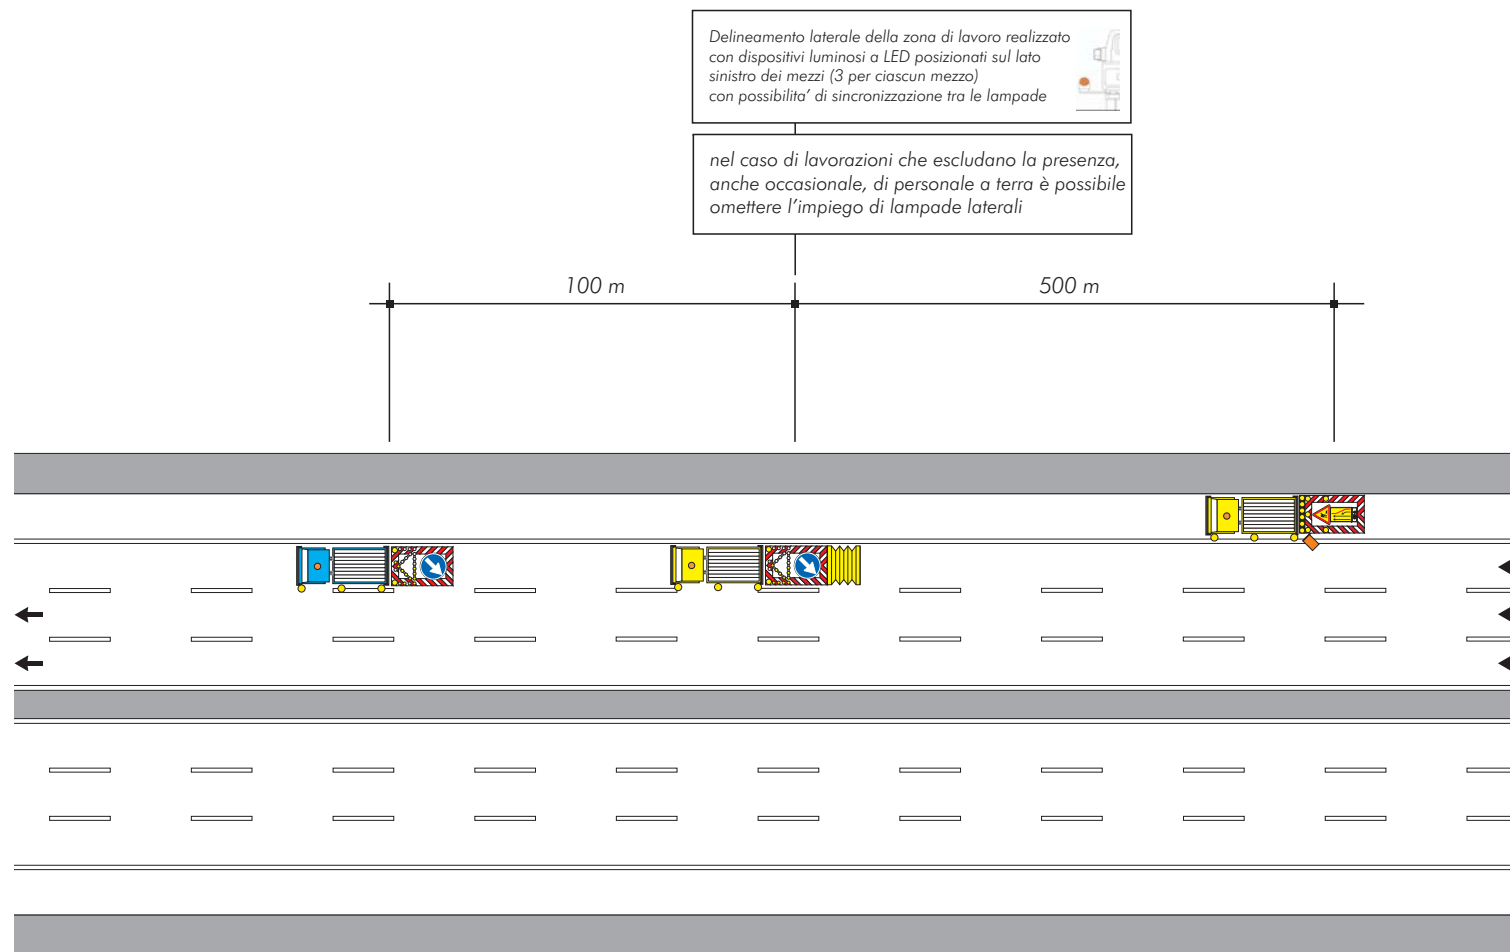 Delineamento laterale della zona di lavoro realizzato
con dispositivi luminosi a LED posizionati sul lato
sinistro dei mezzi (3 per ciascun mezzo)
con possibilita' di sincronizzazione tra le lampade
nel caso di lavorazioni che escludano la presenza,
anche occasionale, di personale a terra è possibile
omettere l'impiego di lampade laterali
100 m
500 m